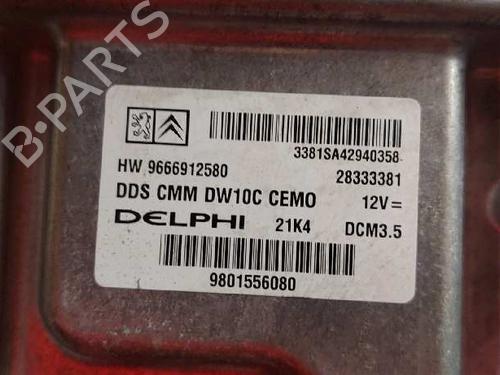 3381SA42940358
HW 9666912580 28333381
DDS CMM DW10C CEMO 12V=
DELPHI 21K4 DCM3.5
9801556080
B-PARTS